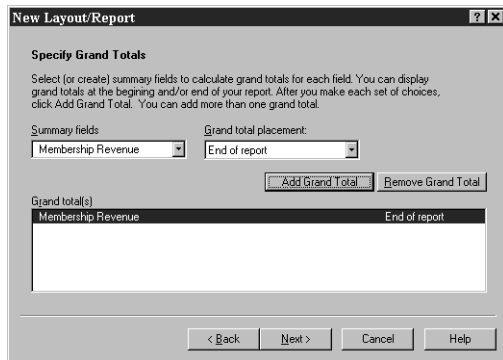 New Layout/Report
Specify Grand Totals
Select (or create) summary fields to calculate grand totals for each field. You can display
grand totals at the begining and/or end of your report. After you make each set of choices,
click Add Grand Total. You can add more than one grand total.
Summary fields Grand total placement:
Membership Revenue End of report
Add Grand Total Remove Grand Total
Grand total(s)
Membership Revenue End of report
< Back Next > Cancel Help